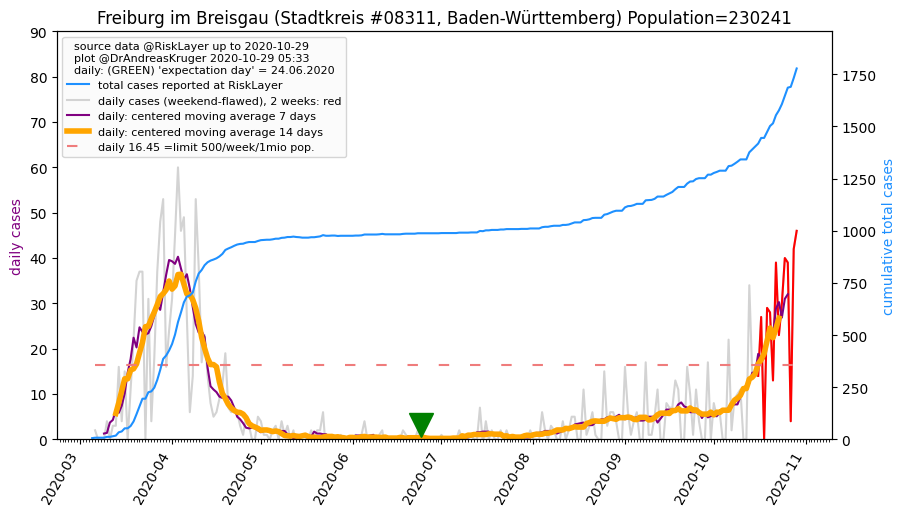 Freiburg im Breisgau (Stadtkreis #08311, Baden-Württemberg) Population=230241
source data @RiskLayer up to 2020-10-29
plot @DrAndreasKruger 2020-10-29 05:33
daily: (GREEN) 'expectation day' = 24.06.2020
total cases reported at RiskLayer
daily cases (weekend-flawed), 2 weeks: red
daily: centered moving average 7 days
daily: centered moving average 14 days
daily 16.45 =limit 500/week/1mio pop.
daily cases
90
80
70
60
50
40
30
20
10
0
cumulative total cases
1750
1500
1250
1000
750
500
250
0
2020-03
2020-04
2020-05
2020-06
2020-07
2020-08
2020-09
2020-10
2020-11